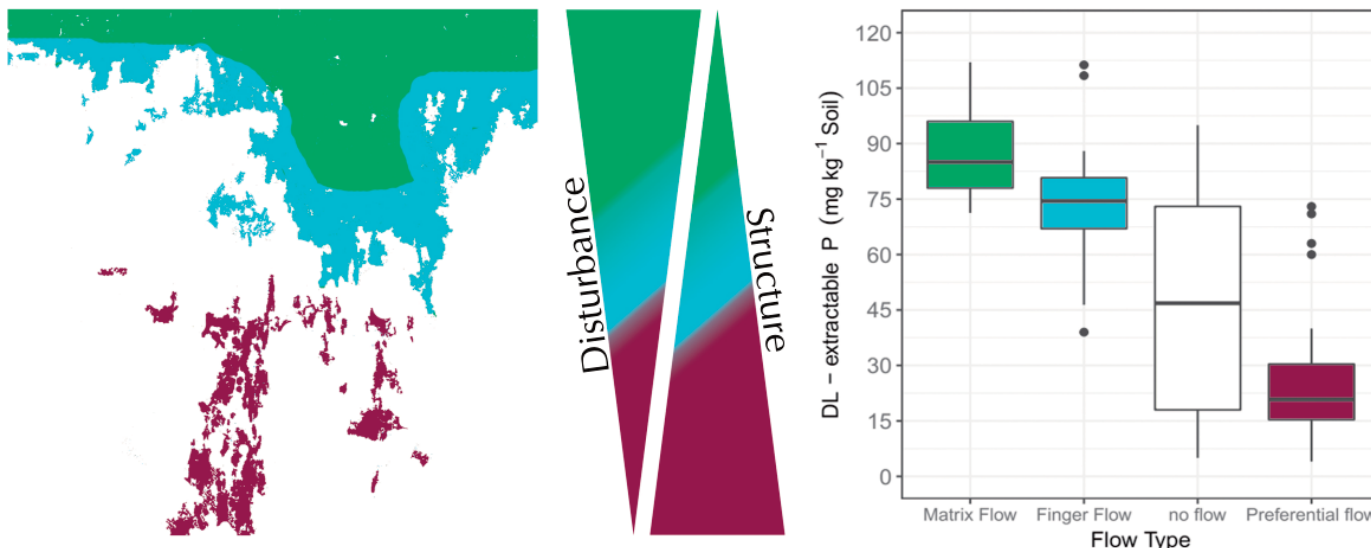 Disturbance
Structure
DL − extractable P (mg kg⁻¹ Soil)
120
105
90
75
60
45
30
15
0
Matrix Flow
Finger Flow
no flow
Preferential flow
Flow Type